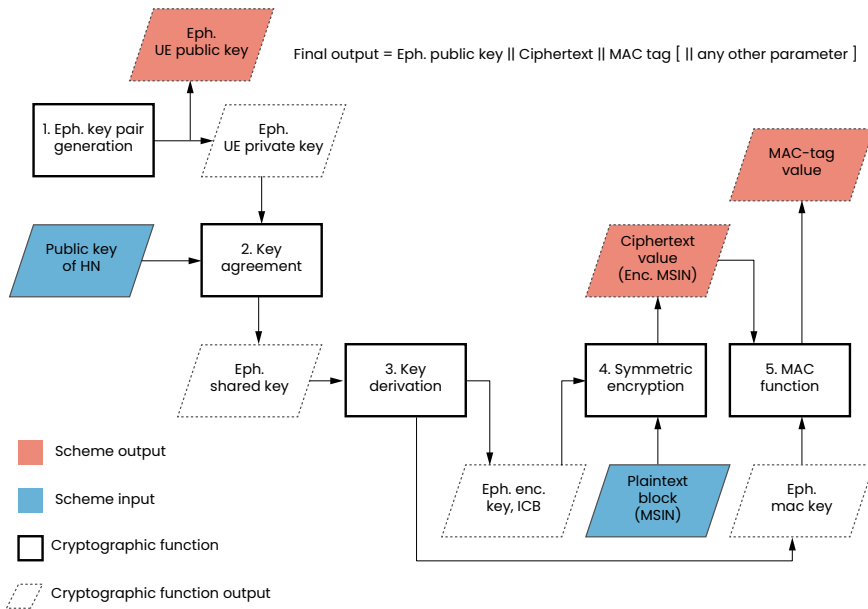 Eph.
UE public key
Final output = Eph. public key || Ciphertext || MAC tag [ || any other parameter ]
1. Eph. key pair
generation
Eph.
UE private key
MAC-tag
value
Public key
of HN
2. Key
agreement
Ciphertext
value
(Enc. MSIN)
Eph.
shared key
3. Key
derivation
4. Symmetric
encryption
5. MAC
function
Scheme output
Scheme input
Cryptographic function
Cryptographic function output
Eph. enc.
key, ICB
Plaintext
block
(MSIN)
Eph.
mac key